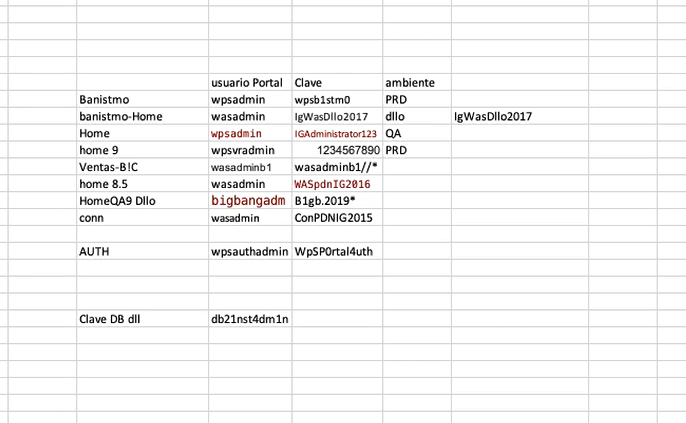 usuario Portal Clave ambiente
Banistmo wpsadmin wpsb1stm0 PRD
banistmo-Home wasadmin IgWasDllo2017 dllo IgWasDllo2017
Home wpsadmin IGAdministrator123 QA
home 9 wpsvradmin 1234567890 PRD
Ventas-B!C wasadminb1 wasadminb1//*
home 8.5 wasadmin WASpdnIG2016
HomeQA9 Dllo bigbangadm B1gb.2019*
conn wasadmin ConPDNIG2015
AUTH wpsauthadmin WpSP0rtal4uth
Clave DB dll db21nst4dm1n